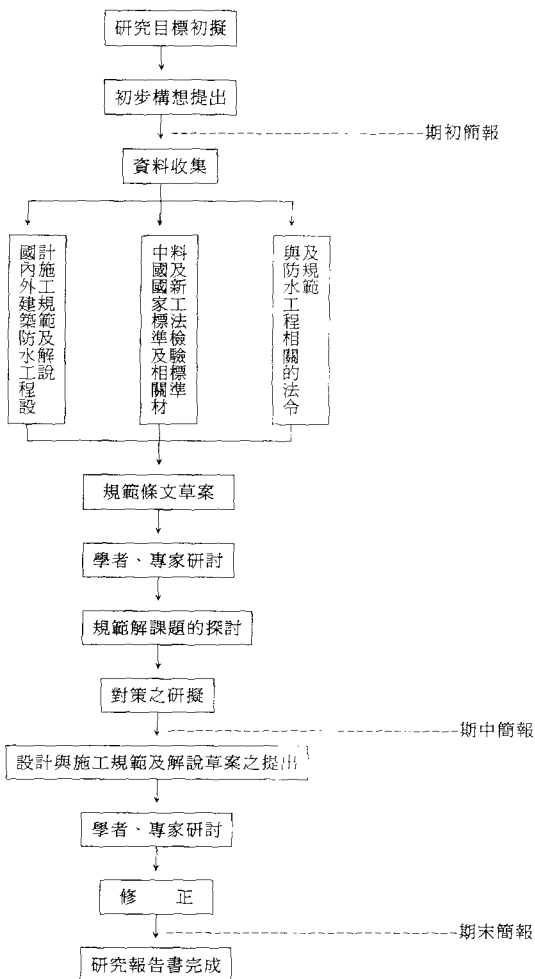 研究目標初擬
初步構想提出
期初簡報
資料收集
國內外建築防水工程設
計施工規範及解說
中國國家標準及相關材
料及新工法檢驗標準
與防水工程相關的法令
及規範
規範條文草案
學者、專家研討
規範解課題的探討
對策之研擬
期中簡報
設計與施工規範及解說草案之提出
學者、專家研討
修 正
期末簡報
研究報告書完成